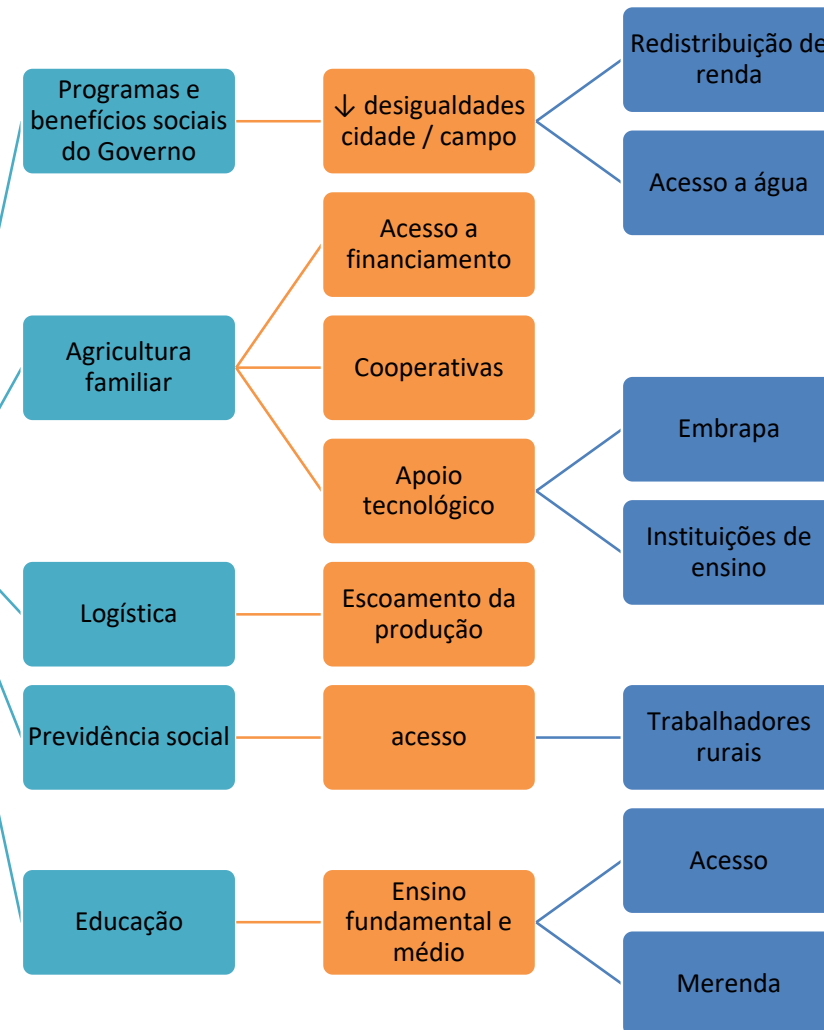 Programas e
benefícios sociais
do Governo
↓ desigualdades
cidade / campo
Redistribuição de
renda
Acesso a água
Agricultura
familiar
Acesso a
financiamento
Cooperativas
Apoio
tecnológico
Embrapa
Instituições de
ensino
Logística
Escoamento da
produção
Previdência social
acesso
Trabalhadores
rurais
Educação
Ensino
fundamental e
médio
Acesso
Merenda